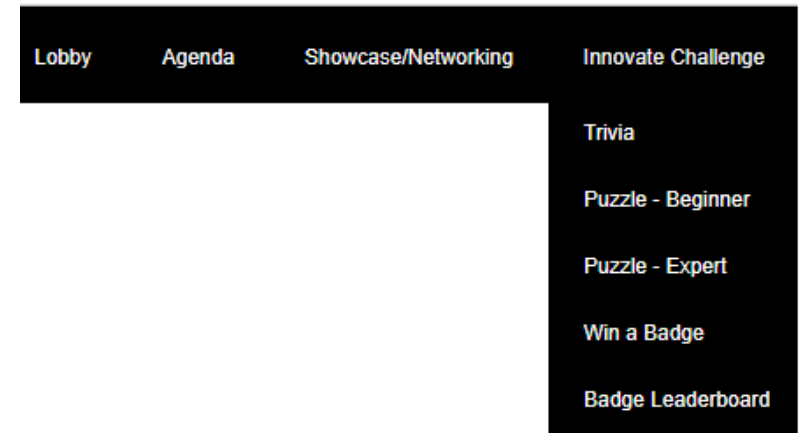 Lobby Agenda Showcase/Networking Innovate Challenge
Trivia
Puzzle - Beginner
Puzzle - Expert
Win a Badge
Badge Leaderboard